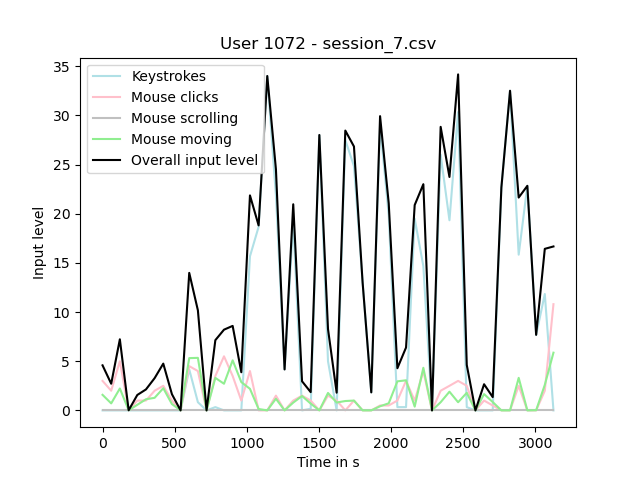 User 1072 - session_7.csv
35
30
25
20
15
10
5
0
Input level
Keystrokes
Mouse clicks
Mouse scrolling
Mouse moving
Overall input level
0 500 1000 1500 2000 2500 3000
Time in s